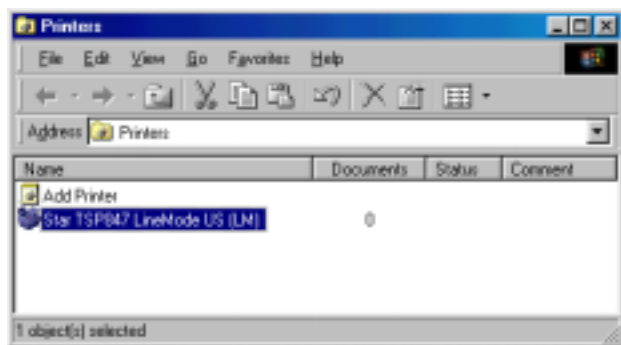 Printers
File Edit View Go Favorites Help
Address Printers
Name Documents Status Comment
Add Printer
Star TSP847 LineMode US (LM) 0
1 object(s) selected